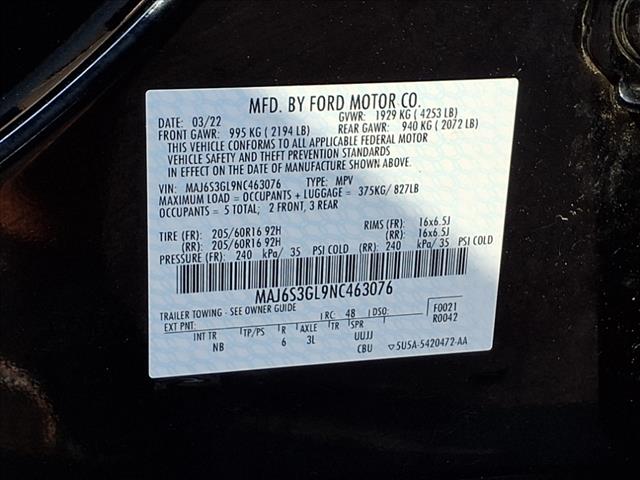 MFD. BY FORD MOTOR CO.
DATE: 03/22 GVWR: 1929 KG ( 4253 LB)
FRONT GAWR: 995 KG ( 2194 LB) REAR GAWR: 940 KG ( 2072 LB)
THIS VEHICLE CONFORMS TO ALL APPLICABLE FEDERAL MOTOR
VEHICLE SAFETY AND THEFT PREVENTION STANDARDS
IN EFFECT ON THE DATE OF MANUFACTURE SHOWN ABOVE.
VIN: MAJ6S3GL9NC463076 TYPE: MPV
MAXIMUM LOAD = OCCUPANTS + LUGGAGE = 375KG/ 827LB
OCCUPANTS = 5 TOTAL; 2 FRONT, 3 REAR
TIRE (FR): 205/60R16 92H RIMS (FR): 16x6.5J
(RR): 205/60R16 92H (RR): 16x6.5J
PRESSURE (FR): 240 kPa/ 35 PSI COLD (RR): 240 kPa/ 35 PSI COLD
MAJ6S3GL9NC463076
TRAILER TOWING - SEE OWNER GUIDE RC: 48 DSO: F0021
EXT PNT: R0042
INT TR TP/PS R AXLE TR SPR
NB 6 3L UUJJ
CBU ▽5U5A-5420472-AA